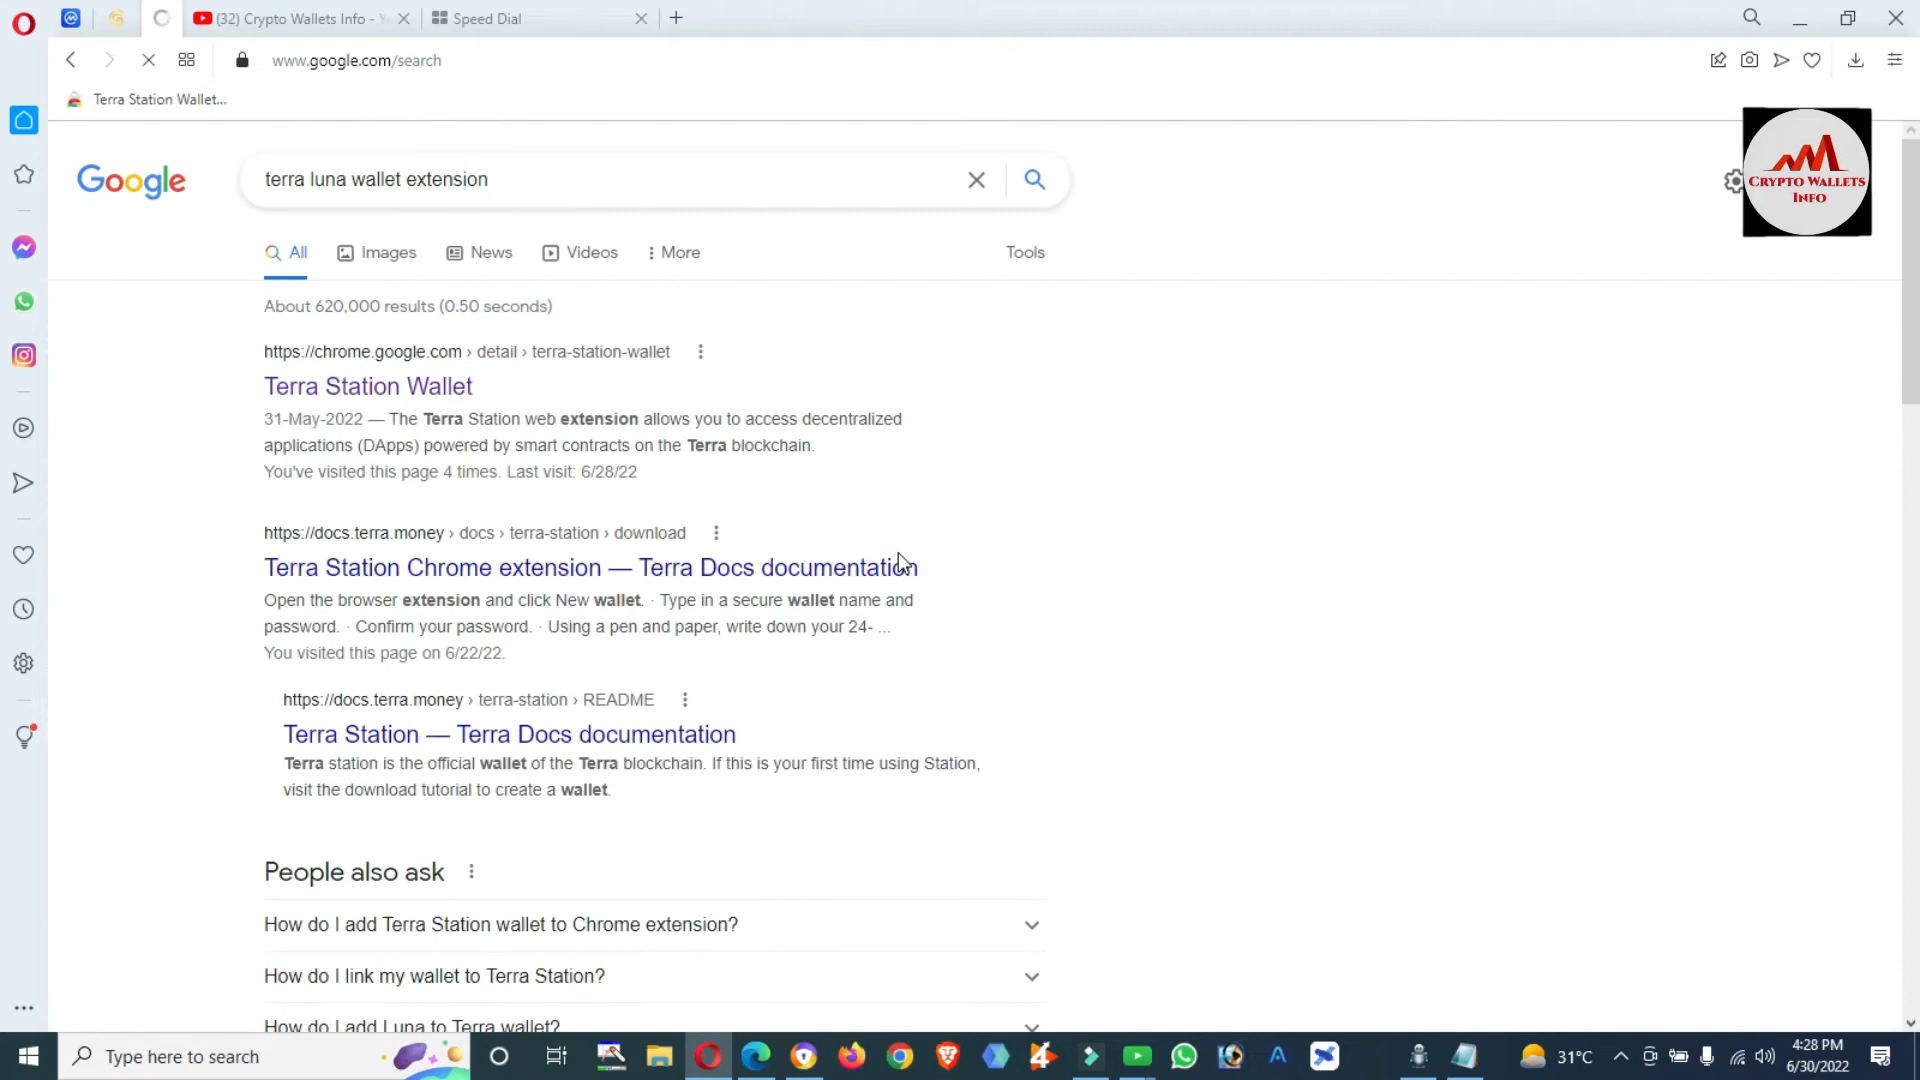 (32) Crypto Wallets Info -
Speed Dial
www.google.com/search
Terra Station Wallet...
CRYPTO WALLETS
INFO
Google
terra luna wallet extension
All
Images
News
Videos
More
Tools
About 620,000 results (0.50 seconds)
https://chrome.google.com › detail › terra-station-wallet
Terra Station Wallet
31-May-2022 — The Terra Station web extension allows you to access decentralized
applications (DApps) powered by smart contracts on the Terra blockchain.
You've visited this page 4 times. Last visit: 6/28/22
https://docs.terra.money › docs › terra-station › download
Terra Station Chrome extension — Terra Docs documentation
Open the browser extension and click New wallet. · Type in a secure wallet name and
password. · Confirm your password. · Using a pen and paper, write down your 24- ...
You visited this page on 6/22/22.
https://docs.terra.money › terra-station › README
Terra Station — Terra Docs documentation
Terra station is the official wallet of the Terra blockchain. If this is your first time using Station,
visit the download tutorial to create a wallet.
People also ask
How do I add Terra Station wallet to Chrome extension?
How do I link my wallet to Terra Station?
How do I add Luna to Terra wallet?
Type here to search
31°C
4:28 PM
6/30/2022